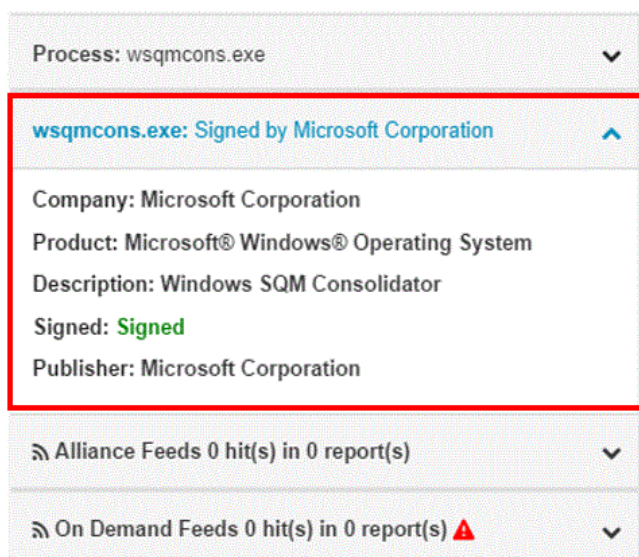 Process: wsqmcons.exe
wsqmcons.exe: Signed by Microsoft Corporation
Company: Microsoft Corporation
Product: Microsoft® Windows® Operating System
Description: Windows SQM Consolidator
Signed: Signed
Publisher: Microsoft Corporation
Alliance Feeds 0 hit(s) in 0 report(s)
On Demand Feeds 0 hit(s) in 0 report(s)